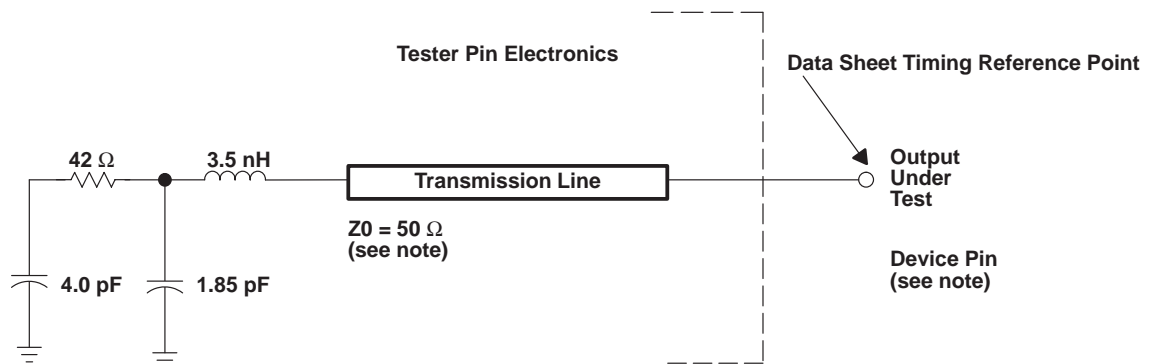 Tester Pin Electronics
Data Sheet Timing Reference Point
42 Ω
3.5 nH
Transmission Line
Output
Under
Test
Z0 = 50 Ω
(see note)
Device Pin
(see note)
4.0 pF
1.85 pF